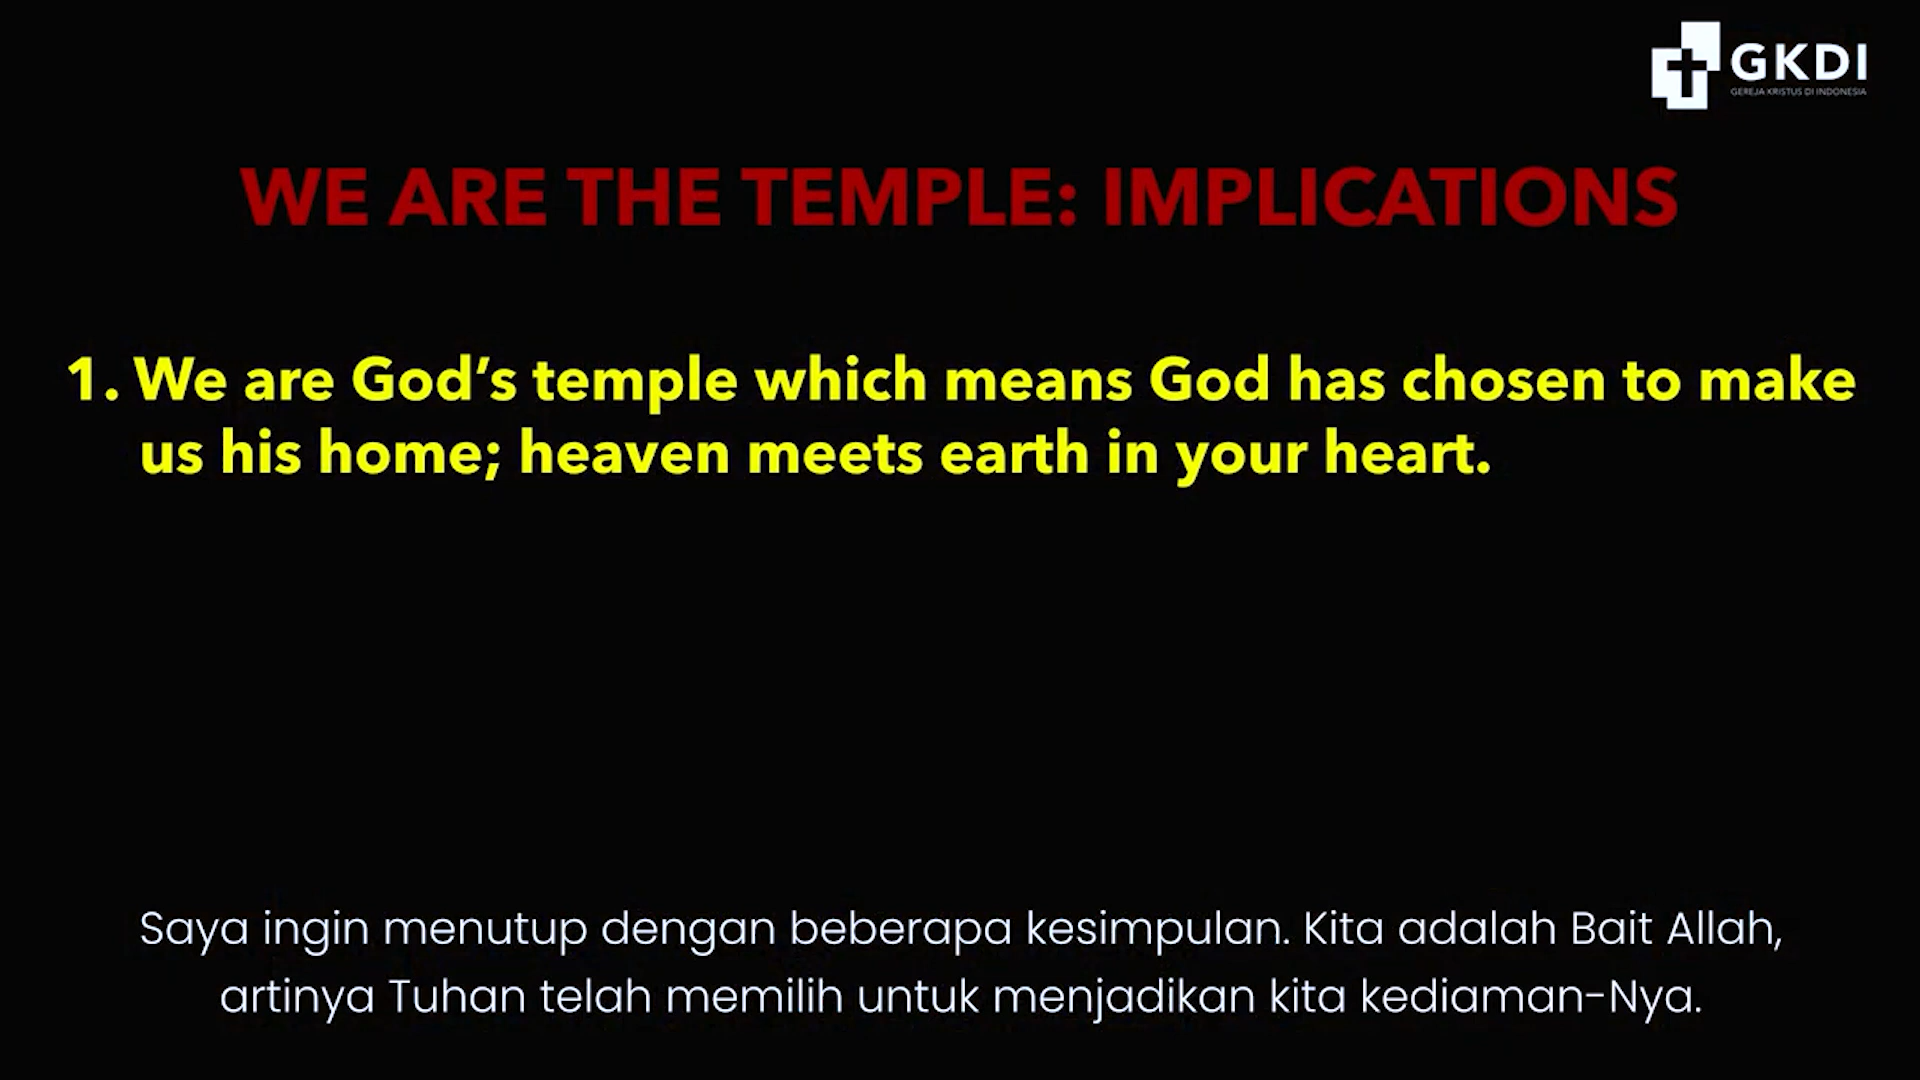 GKDI
GEREJA KRISTUS DI INDONESIA
WE ARE THE TEMPLE: IMPLICATIONS
1. We are God’s temple which means God has chosen to make
us his home; heaven meets earth in your heart.
Saya ingin menutup dengan beberapa kesimpulan. Kita adalah Bait Allah,
artinya Tuhan telah memilih untuk menjadikan kita kediaman-Nya.